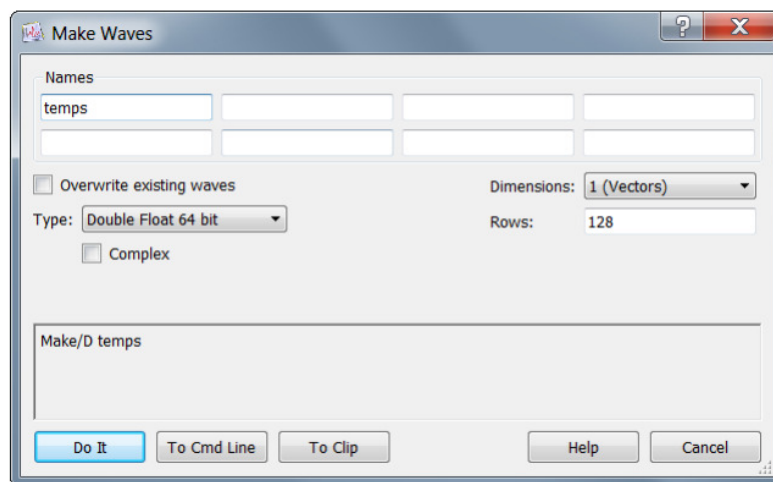 Make Waves
Names
temps
Overwrite existing waves
Dimensions: 1 (Vectors)
Type: Double Float 64 bit
Rows: 128
Complex
Make/D temps
Do It To Cmd Line To Clip Help Cancel